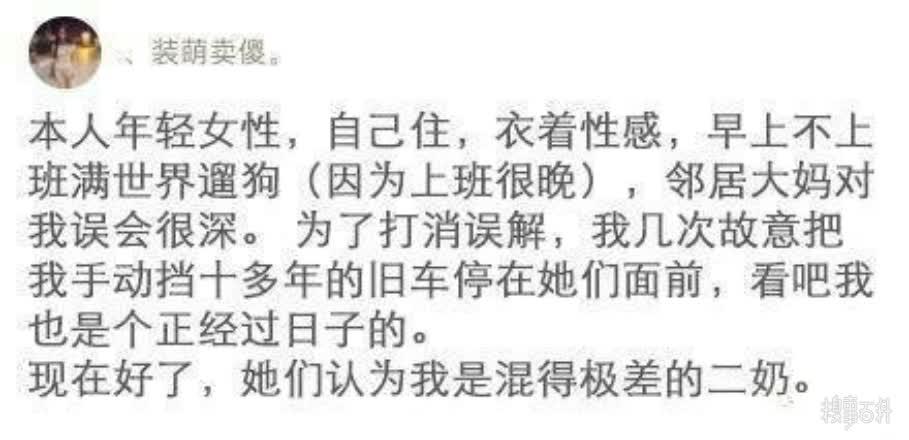 、装萌卖傻。
本人年轻女性，自己住，衣着性感，早上不上
班满世界遛狗（因为上班很晚），邻居大妈对
我误会很深。 为了打消误解，我几次故意把
我手动挡十多年的旧车停在她们面前，看吧我
也是个正经过日子的。
现在好了，她们认为我是混得极差的二奶。